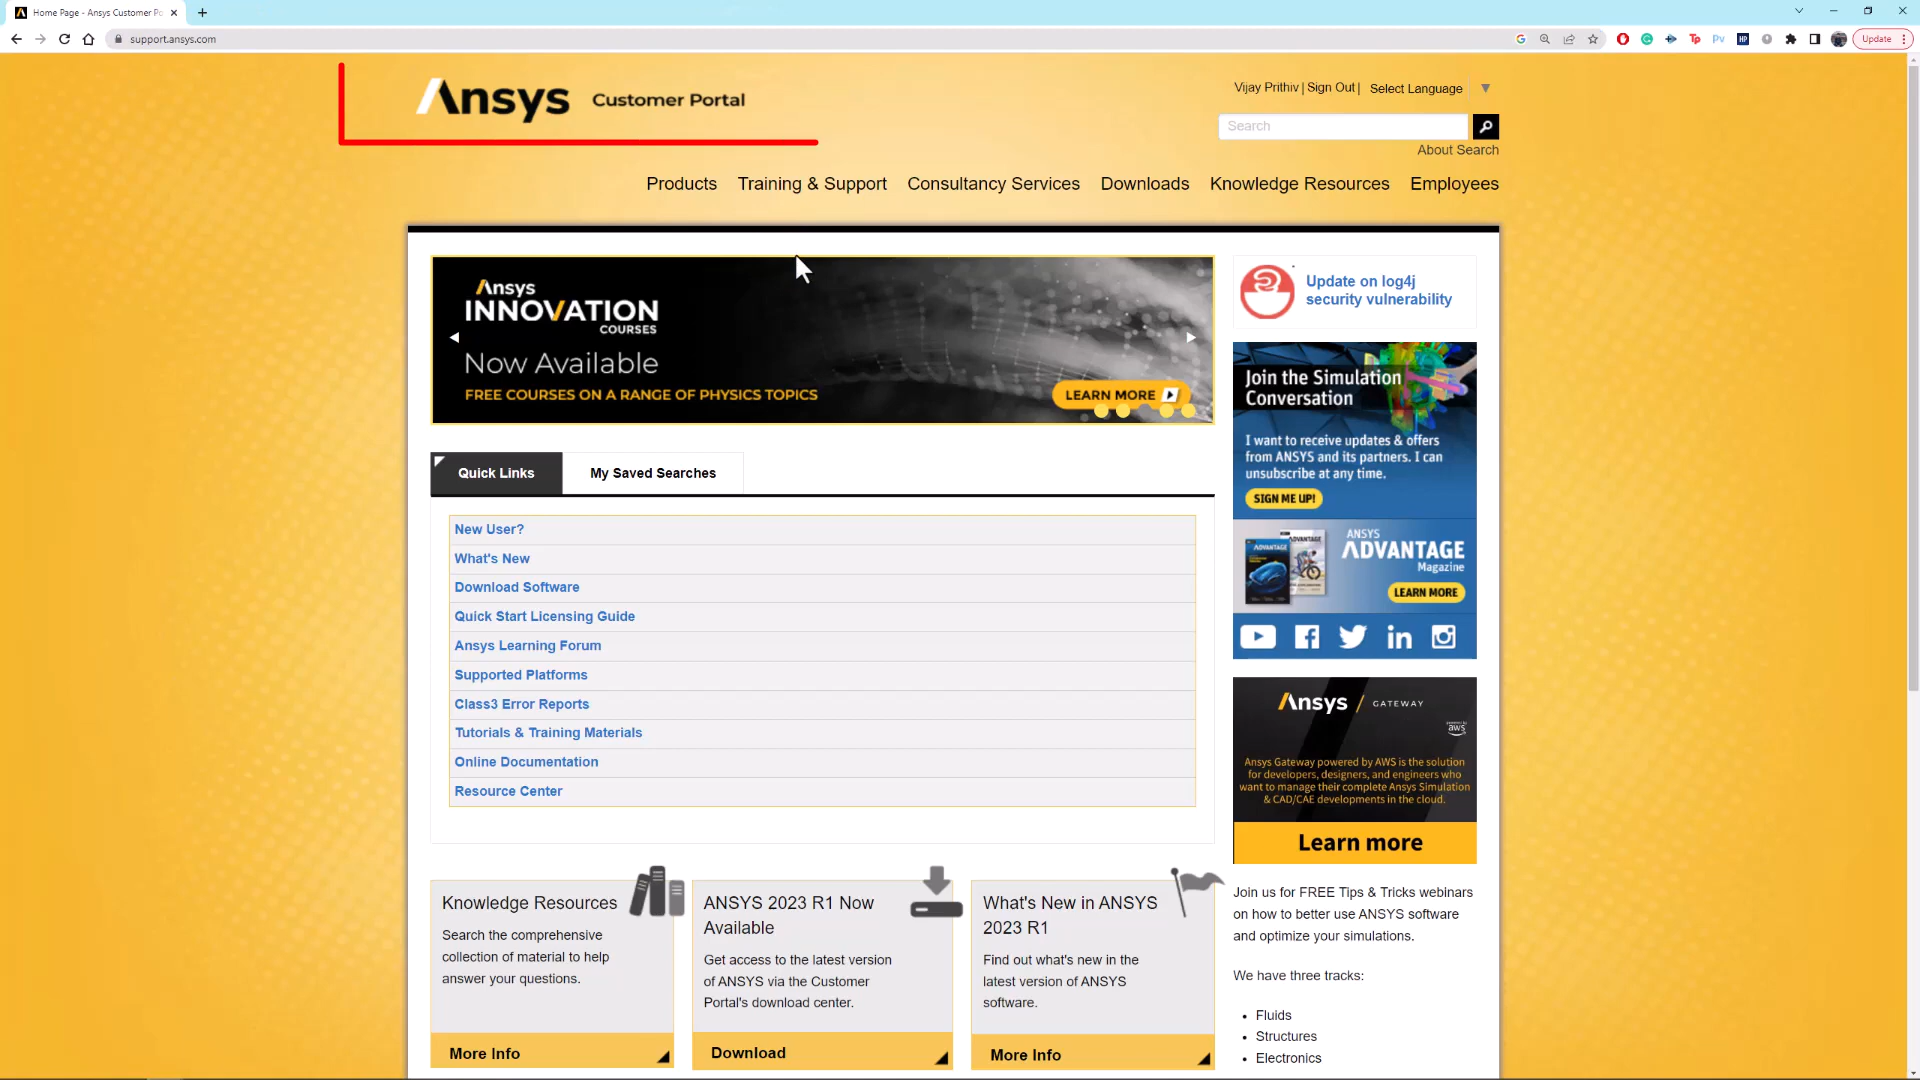 Home Page - Ansys Customer Po
support.ansys.com
Update
Ansys Customer Portal
Vijay Prithiv | Sign Out | Select Language
Search
About Search
Products Training & Support Consultancy Services Downloads Knowledge Resources Employees
Ansys
INNOVATION
COURSES
Now Available
FREE COURSES ON A RANGE OF PHYSICS TOPICS
LEARN MORE
Quick Links My Saved Searches
New User?
What's New
Download Software
Quick Start Licensing Guide
Ansys Learning Forum
Supported Platforms
Class3 Error Reports
Tutorials & Training Materials
Online Documentation
Resource Center
Knowledge Resources
Search the comprehensive
collection of material to help
answer your questions.
More Info
ANSYS 2023 R1 Now
Available
Get access to the latest version
of ANSYS via the Customer
Portal's download center.
Download
What's New in ANSYS
2023 R1
Find out what's new in the
latest version of ANSYS
software.
More Info
Update on log4j
security vulnerability
Join the Simulation
Conversation
I want to receive updates & offers
from ANSYS and its partners. I can
unsubscribe at any time.
SIGN ME UP!
ANSYS
ADVANTAGE
Magazine
LEARN MORE
ADVANTAGE
ADVANTAGE
Ansys / GATEWAY
powered by
aws
Ansys Gateway powered by AWS is the solution
for developers, designers, and engineers who
want to manage their complete Ansys Simulation
& CAD/CAE developments in the cloud.
Learn more
Join us for FREE Tips & Tricks webinars
on how to better use ANSYS software
and optimize your simulations.
We have three tracks:
• Fluids
• Structures
• Electronics